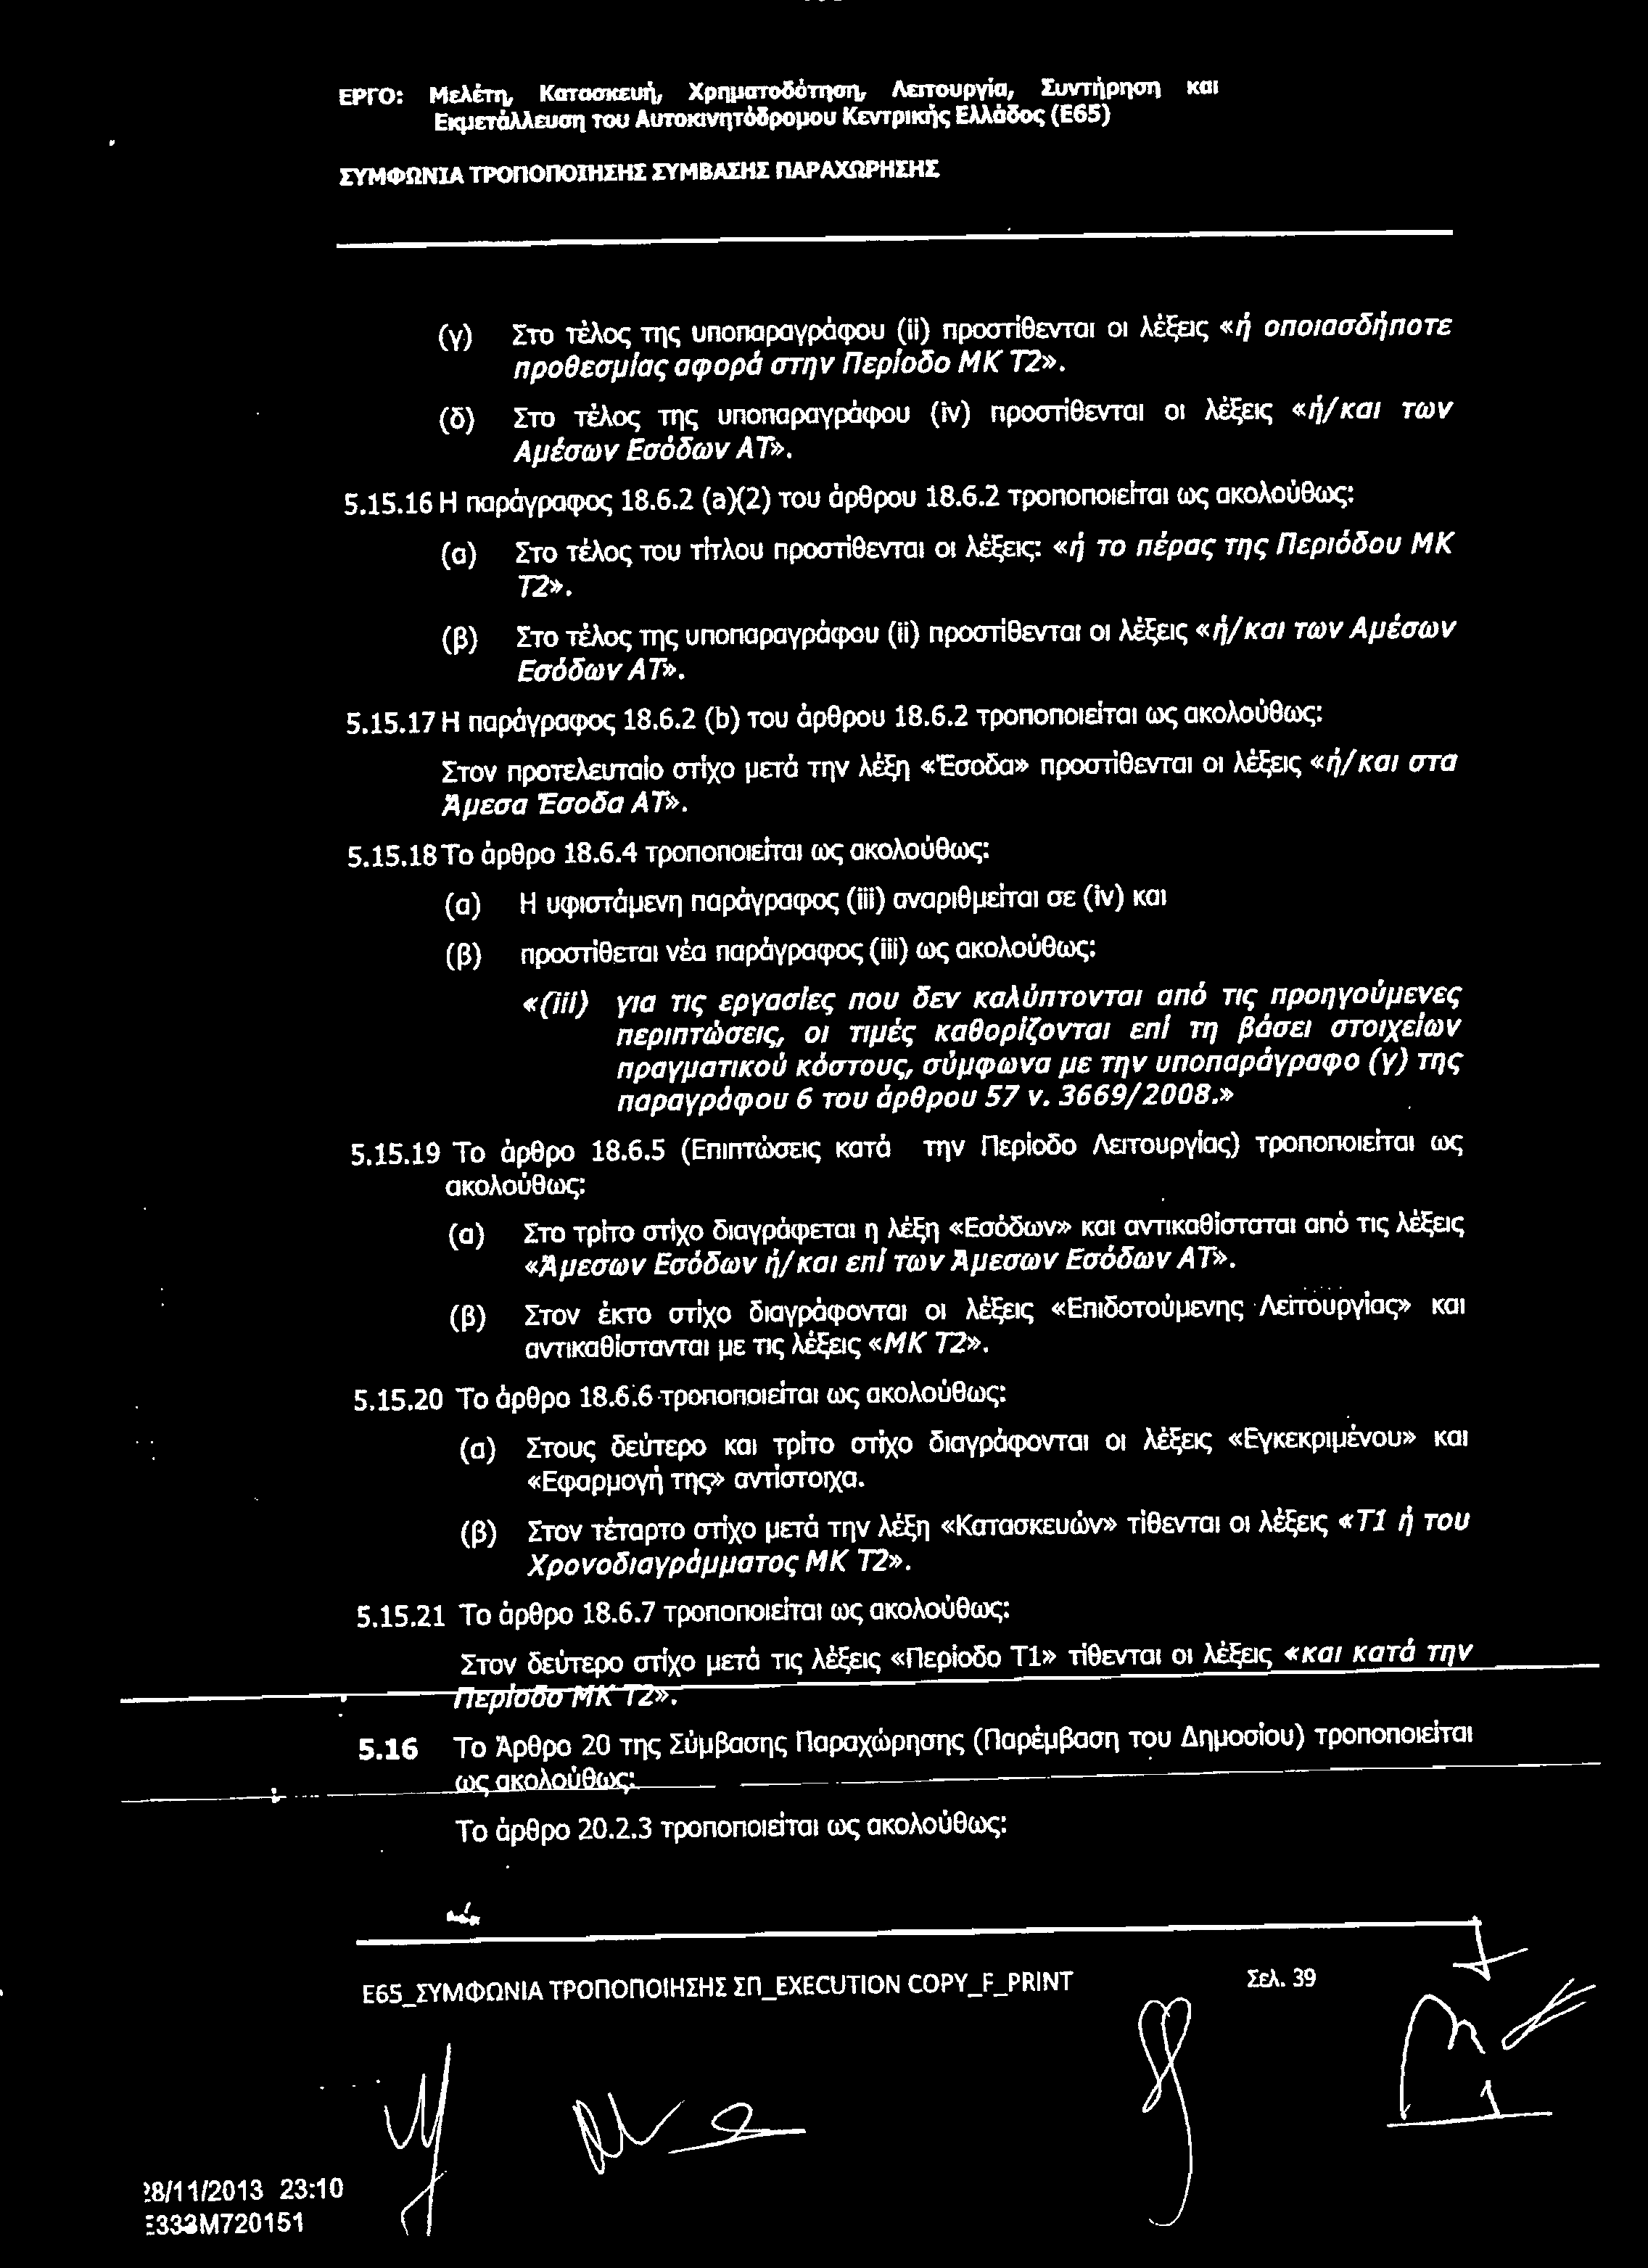 ΕΡΓΟ: Μελέτη, Κατασκευή, Χρηματοδότηση, Λειτουργία, Συντήρηση και
Εκμετάλλευση του Αυτοκινητόδρομου Κεντρικής Ελλάδος (Ε65)
ΣΥΜΦΩΝΙΑ ΤΡΟΠΟΠΟΙΗΣΗΣ ΣΥΜΒΑΣΗΣ ΠΑΡΑΧΩΡΗΣΗΣ
(γ) Στο τέλος της υποπαραγράφου (ii) προστίθενται οι λέξεις «ή οποιασδήποτε
προθεσμίας αφορά στην Περίοδο ΜΚ Τ2».
(δ) Στο τέλος της υποπαραγράφου (iv) προστίθενται οι λέξεις «ή/και των
Αμέσων Εσόδων ΑΤ».
5.15.16 Η παράγραφος 18.6.2 (a)(2) του άρθρου 18.6.2 τροποποιείται ως ακολούθως:
(α) Στο τέλος του τίτλου προστίθενται οι λέξεις: «ή το πέρας της Περιόδου ΜΚ
Τ2».
(β) Στο τέλος της υποπαραγράφου (ii) προστίθενται οι λέξεις «ή/και των Αμέσων
Εσόδων ΑΤ».
5.15.17 Η παράγραφος 18.6.2 (b) του άρθρου 18.6.2 τροποποιείται ως ακολούθως:
Στον προτελευταίο στίχο μετά την λέξη «Έσοδα» προστίθενται οι λέξεις «ή/και στα
Άμεσα Έσοδα ΑΤ».
5.15.18 Το άρθρο 18.6.4 τροποποιείται ως ακολούθως:
(α) Η υφιστάμενη παράγραφος (iii) αναριθμείται σε (iv) και
(β) προστίθεται νέα παράγραφος (iii) ως ακολούθως:
«(iii) για τις εργασίες που δεν καλύπτονται από τις προηγούμενες
περιπτώσεις, οι τιμές καθορίζονται επί τη βάσει στοιχείων
πραγματικού κόστους, σύμφωνα με την υποπαράγραφο (γ) της
παραγράφου 6 του άρθρου 57 ν. 3669/2008.»
5.15.19 Το άρθρο 18.6.5 (Επιπτώσεις κατά την Περίοδο Λειτουργίας) τροποποιείται ως
ακολούθως:
(α) Στο τρίτο στίχο διαγράφεται η λέξη «Εσόδων» και αντικαθίσταται από τις λέξεις
«Άμεσων Εσόδων ή/και επί των Άμεσων Εσόδων ΑΤ».
(β) Στον έκτο στίχο διαγράφονται οι λέξεις «Επιδοτούμενης Λειτουργίας» και
αντικαθίστανται με τις λέξεις «ΜΚ Τ2».
5.15.20 Το άρθρο 18.6.6 τροποποιείται ως ακολούθως:
(α) Στους δεύτερο και τρίτο στίχο διαγράφονται οι λέξεις «Εγκεκριμένου» και
«Εφαρμογή της» αντίστοιχα.
(β) Στον τέταρτο στίχο μετά την λέξη «Κατασκευών» τίθενται οι λέξεις «Τ1 ή του
Χρονοδιαγράμματος ΜΚ Τ2».
5.15.21 Το άρθρο 18.6.7 τροποποιείται ως ακολούθως:
Στον δεύτερο στίχο μετά τις λέξεις «Περίοδο Τ1» τίθενται οι λέξεις «και κατά την
Περίοδο ΜΚ Τ2».
5.16 Το Άρθρο 20 της Σύμβασης Παραχώρησης (Παρέμβαση του Δημοσίου) τροποποιείται
ως ακολούθως:
Το άρθρο 20.2.3 τροποποιείται ως ακολούθως:
E65_ΣΥΜΦΩΝΙΑ ΤΡΟΠΟΠΟΙΗΣΗΣ ΣΠ_EXECUTION COPY_F_PRINT Σελ. 39
8/11/2013 23:10
333M720151